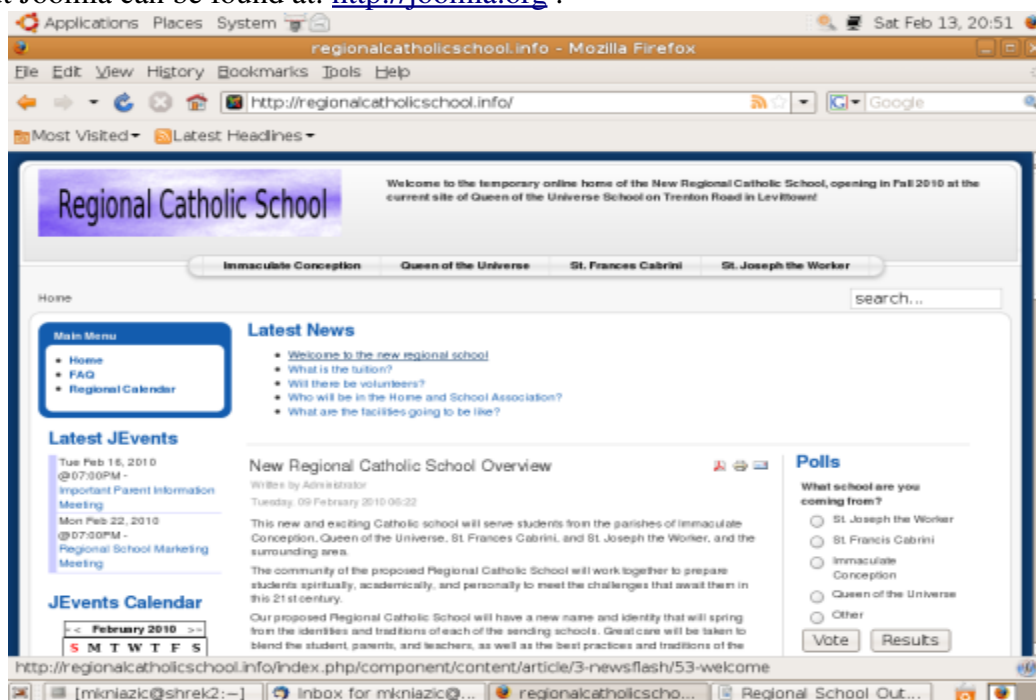 Joomla can be found at: http://joomla.org .
Applications Places System
Sat Feb 13, 20:51
regionalcatholicschool.info - Mozilla Firefox
File Edit View History Bookmarks Tools Help
http://regionalcatholicschool.info/
Google
Most Visited Latest Headlines
Regional Catholic School
Welcome to the temporary online home of the New Regional Catholic School, opening in Fall 2010 at the
current site of Queen of the Universe School on Trenton Road in Levittown!
Immaculate Conception Queen of the Universe St. Frances Cabrini St. Joseph the Worker
Home
search...
Main Menu
Home
FAQ
Regional Calendar
Latest News
Welcome to the new regional school
What is the tuition?
Will there be volunteers?
Who will be in the Home and School Association?
What are the facilities going to be like?
Latest JEvents
Tue Feb 16, 2010
@07:00PM -
Important Parent Information
Meeting
Mon Feb 22, 2010
@07:00PM -
Regional School Marketing
Meeting
JEvents Calendar
< < February 2010 >>
S M T W T F S
New Regional Catholic School Overview
Written by Administrator
Tuesday, 09 February 2010 06:22
This new and exciting Catholic school will serve students from the parishes of Immaculate
Conception, Queen of the Universe, St. Frances Cabrini, and St. Joseph the Worker, and the
surrounding area.
The community of the proposed Regional Catholic School will work together to prepare
students spiritually, academically, and personally to meet the challenges that await them in
this 21st century.
Our proposed Regional Catholic School will have a new name and identity that will spring
from the identities and traditions of each of the sending schools. Great care will be taken to
blend the student, parents, and teachers, as well as the best practices and traditions of the
Polls
What school are you
coming from?
St. Joseph the Worker
St. Francis Cabrini
Immaculate
Conception
Queen of the Universe
Other
Vote Results
http://regionalcatholicschool.info/index.php/component/content/article/3-newsflash/53-welcome
[mkniazic@shrek2:~] Inbox for mkniazic@... regionalcatholicscho... Regional School Out...